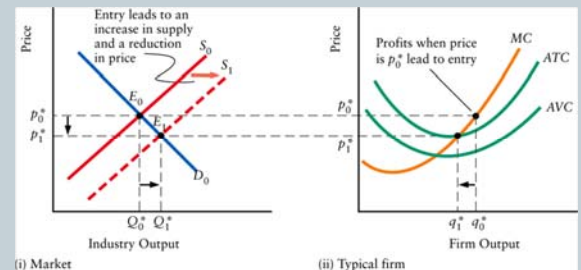 Entry leads to an
increase in supply
and a reduction
in price
S₀
S₁
Price
E₀
E₁
p₀*
p₁*
D₀
Q₀* Q₁*
Industry Output
(i) Market
Profits when price
is p₀* lead to entry
MC
ATC
AVC
Price
p₀*
p₁*
q₁* q₀*
Firm Output
(ii) Typical firm